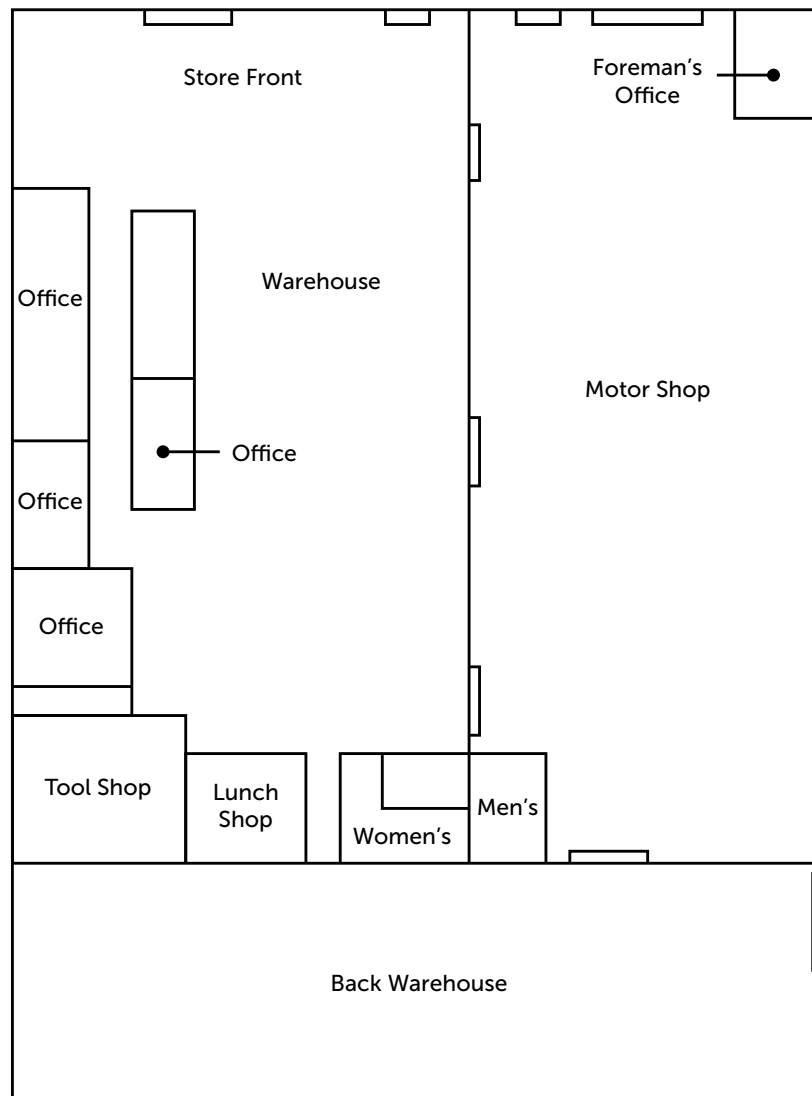 Store Front
Foreman's
Office
Office
Warehouse
Motor Shop
Office
Office
Office
Tool Shop
Lunch
Shop
Women's
Men's
Back Warehouse